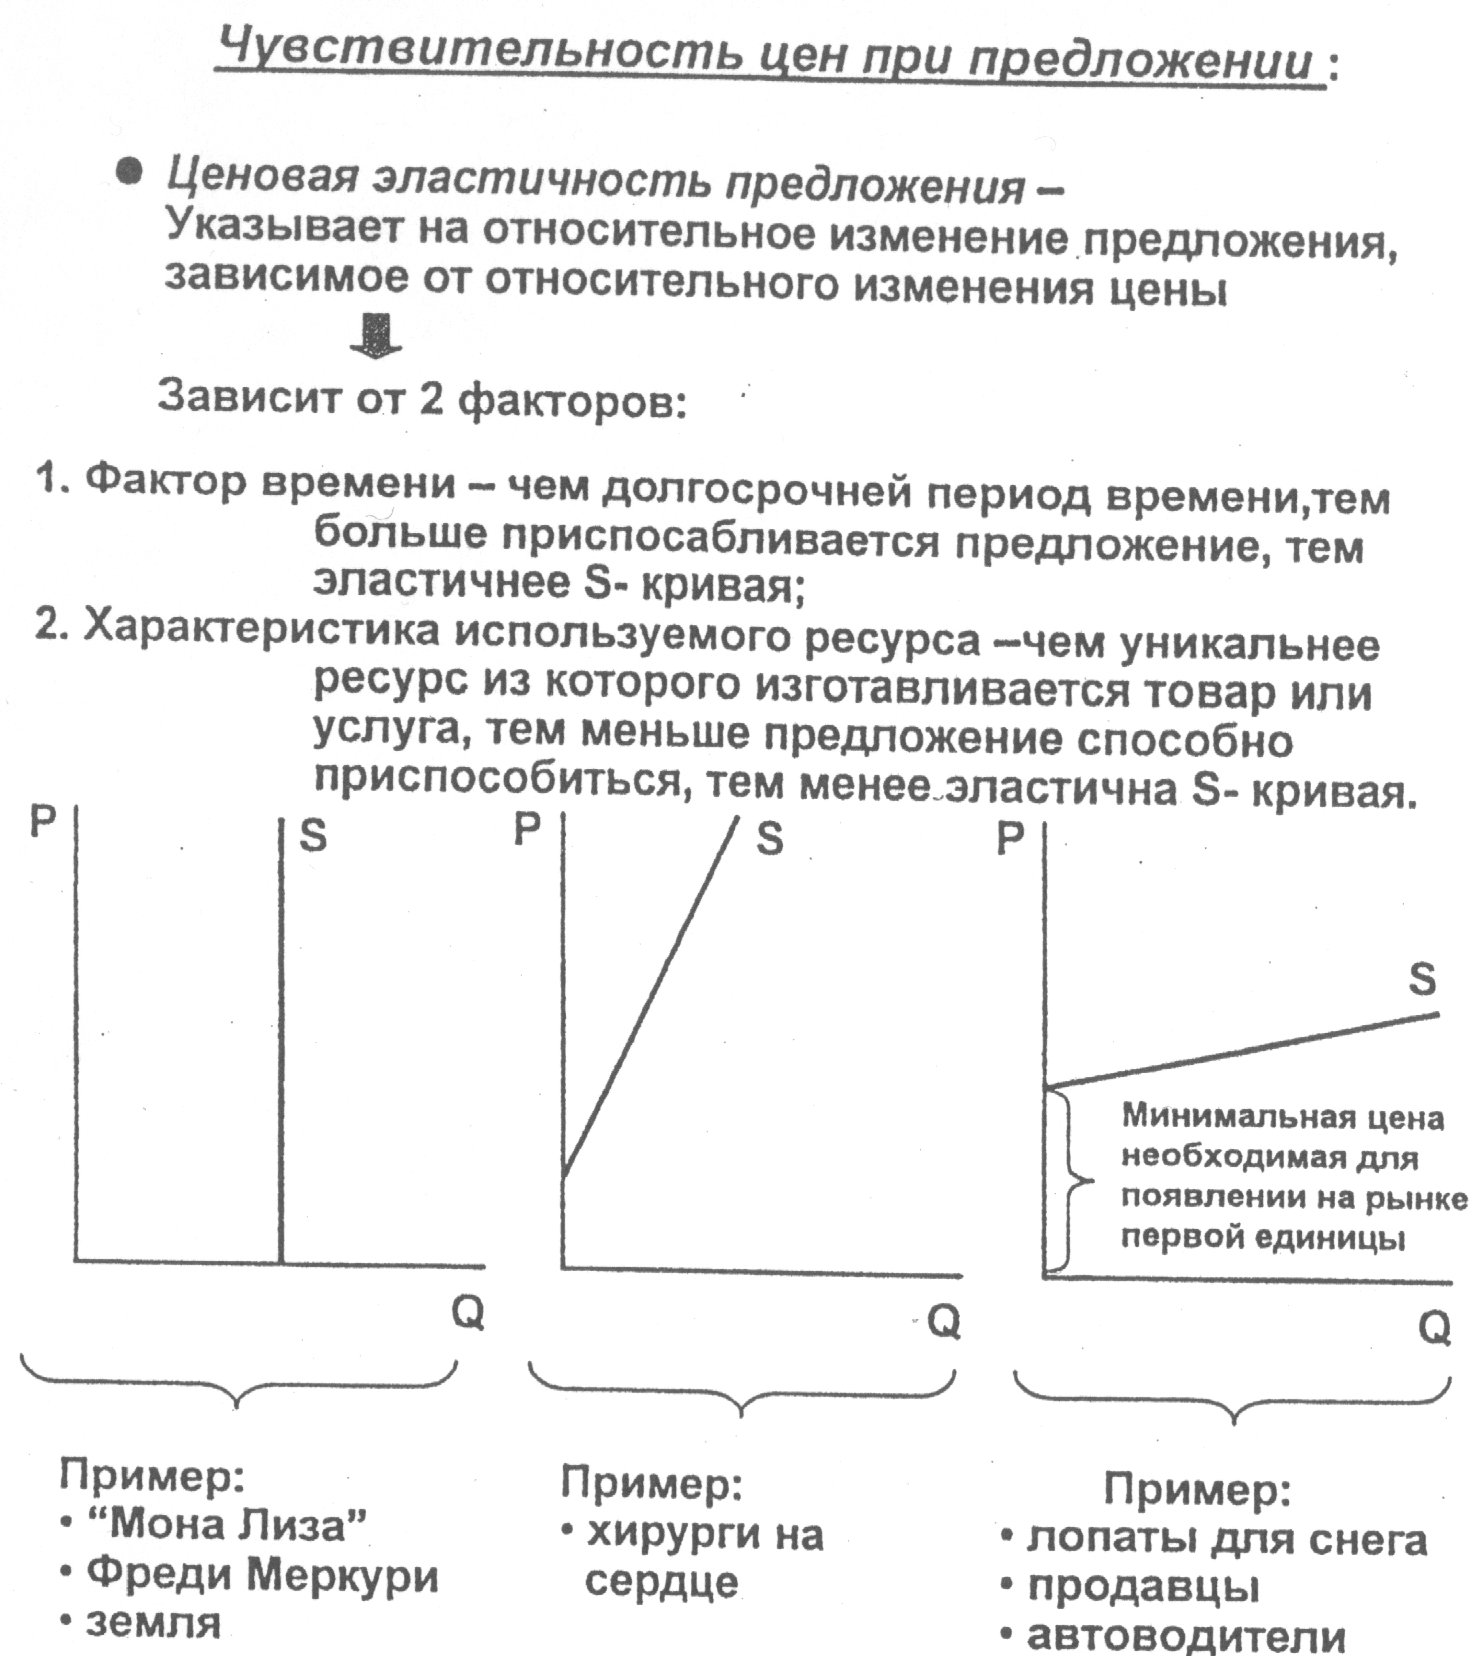 Чувствительность цен при предложении :
● Ценовая эластичность предложения –
Указывает на относительное изменение предложения,
зависимое от относительного изменения цены
Зависит от 2 факторов:
1. Фактор времени – чем долгосрочней период времени,тем
больше приспосабливается предложение, тем
эластичнее S- кривая;
2. Характеристика используемого ресурса –чем уникальнее
ресурс из которого изготавливается товар или
услуга, тем меньше предложение способно
приспособиться, тем менее эластична S- кривая.
P
S
Q
P
S
Q
P
S
Минимальная цена
необходимая для
появлении на рынке
первой единицы
Q
Пример:
• “Мона Лиза”
• Фреди Меркури
• земля
Пример:
• хирурги на
сердце
Пример:
• лопаты для снега
• продавцы
• автоводители